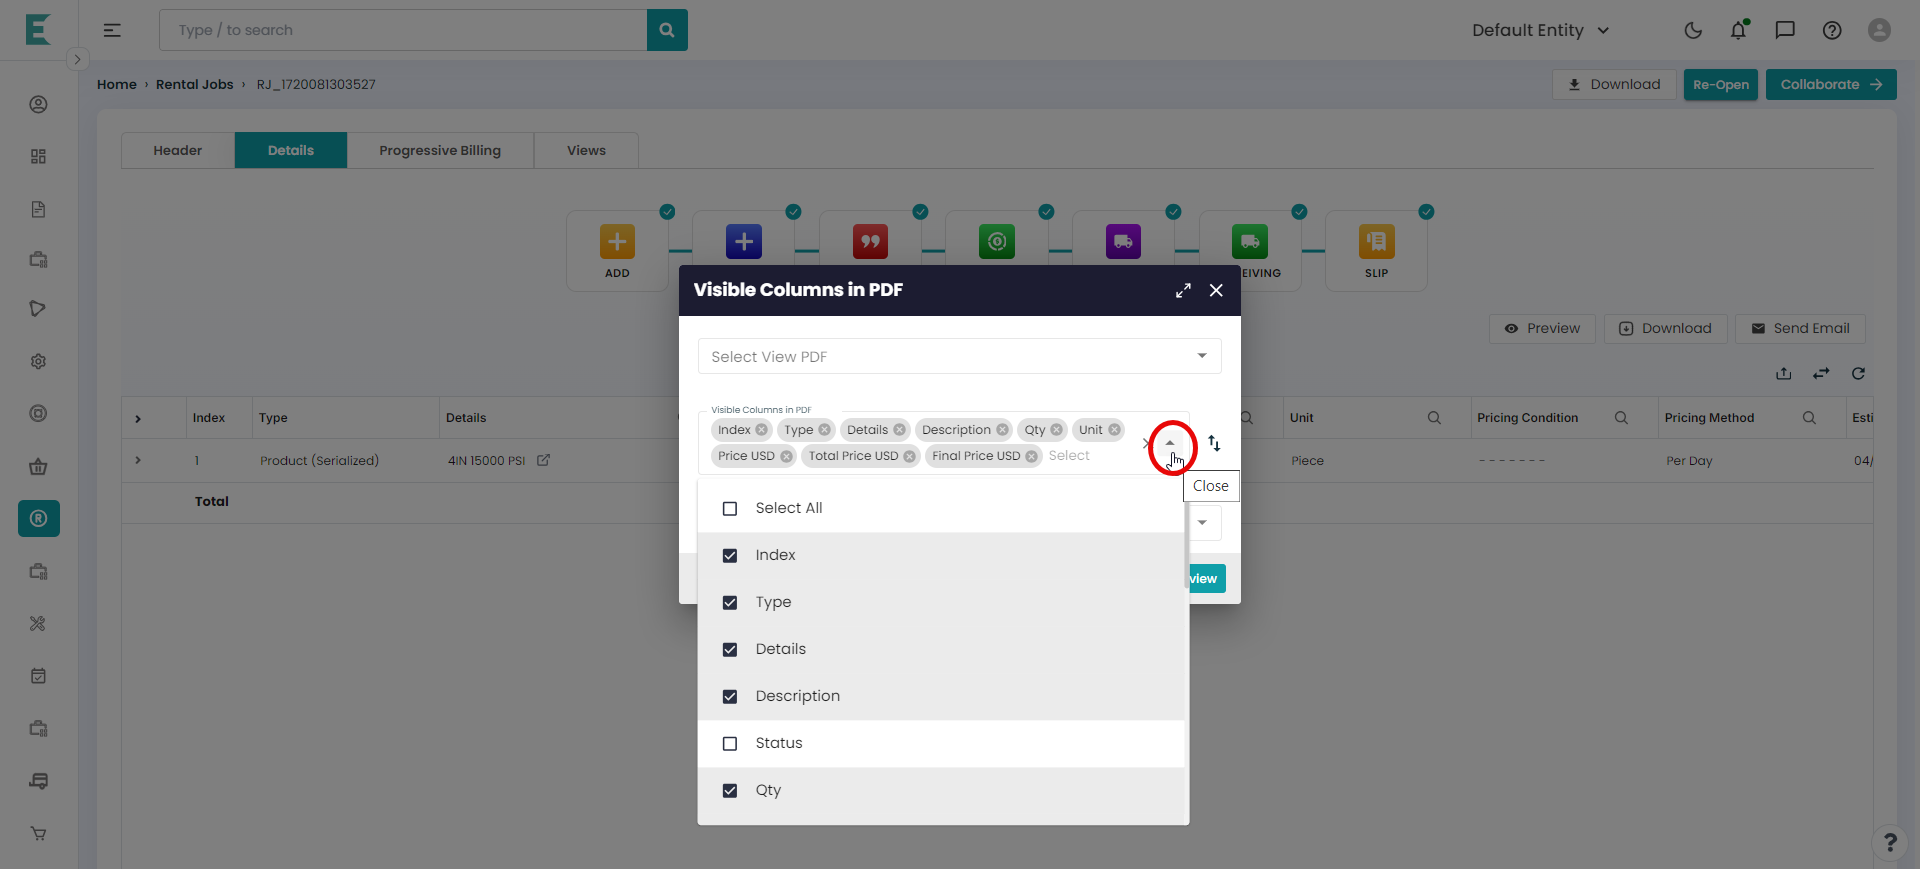 Type / to search
Default Entity
Home › Rental Jobs › RJ_1720081303527
Download
Re-Open
Collaborate
Header
Details
Progressive Billing
Views
ADD
EIVING
SLIP
Visible Columns in PDF
Select View PDF
Preview
Download
Send Email
Visible Columns in PDF
Index
Type
Details
Description
Qty
Unit
Price USD
Total Price USD
Final Price USD
Select
Close
Index
Type
Details
Unit
Pricing Condition
Pricing Method
Esti
1
Product (Serialized)
4IN 15000 PSI
Piece
-------
Per Day
04/
Total
Select All
Index
Type
Details
Description
Status
Qty
view
?